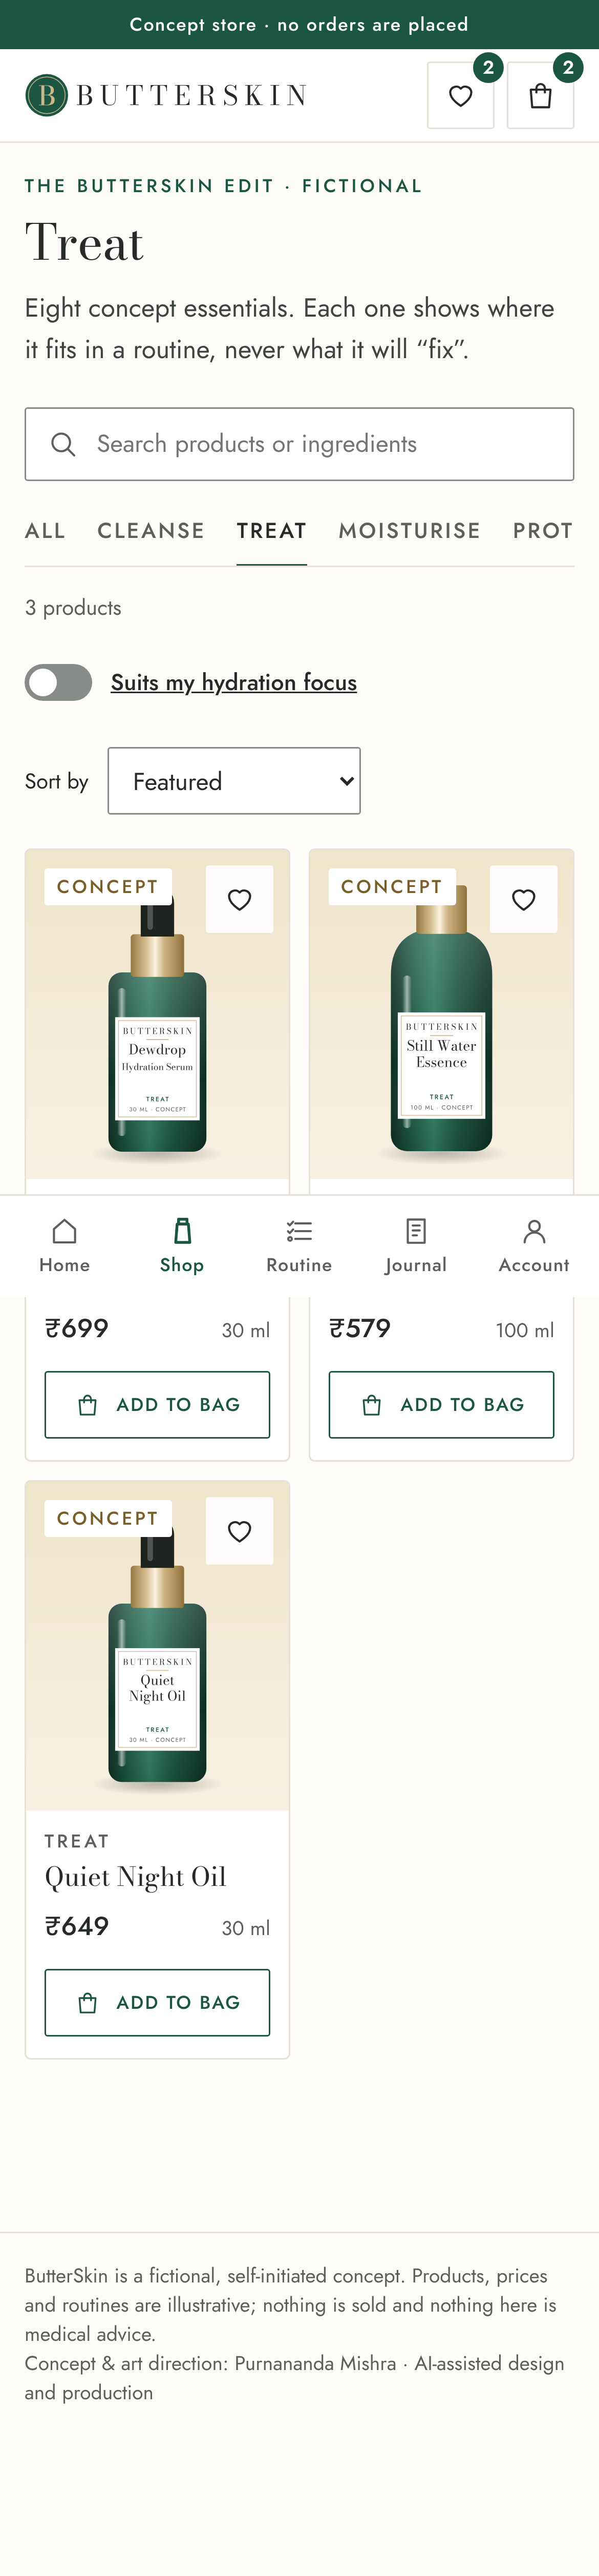 Concept store · no orders are placed
BUTTERSKIN
2
2
THE BUTTERSKIN EDIT · FICTIONAL
Treat
Eight concept essentials. Each one shows where
it fits in a routine, never what it will “fix”.
Search products or ingredients
ALL CLEANSE TREAT MOISTURISE PROT
3 products
Suits my hydration focus
Sort by Featured
CONCEPT
BUTTERSKIN
Dewdrop
Hydration Serum
TREAT
30 ML · CONCEPT
CONCEPT
BUTTERSKIN
Still Water
Essence
TREAT
100 ML · CONCEPT
Home Shop Routine Journal Account
₹699 30 ml
ADD TO BAG
₹579 100 ml
ADD TO BAG
CONCEPT
BUTTERSKIN
Quiet
Night Oil
TREAT
30 ML · CONCEPT
TREAT
Quiet Night Oil
₹649 30 ml
ADD TO BAG
ButterSkin is a fictional, self-initiated concept. Products, prices
and routines are illustrative; nothing is sold and nothing here is
medical advice.
Concept & art direction: Purnananda Mishra · AI-assisted design
and production